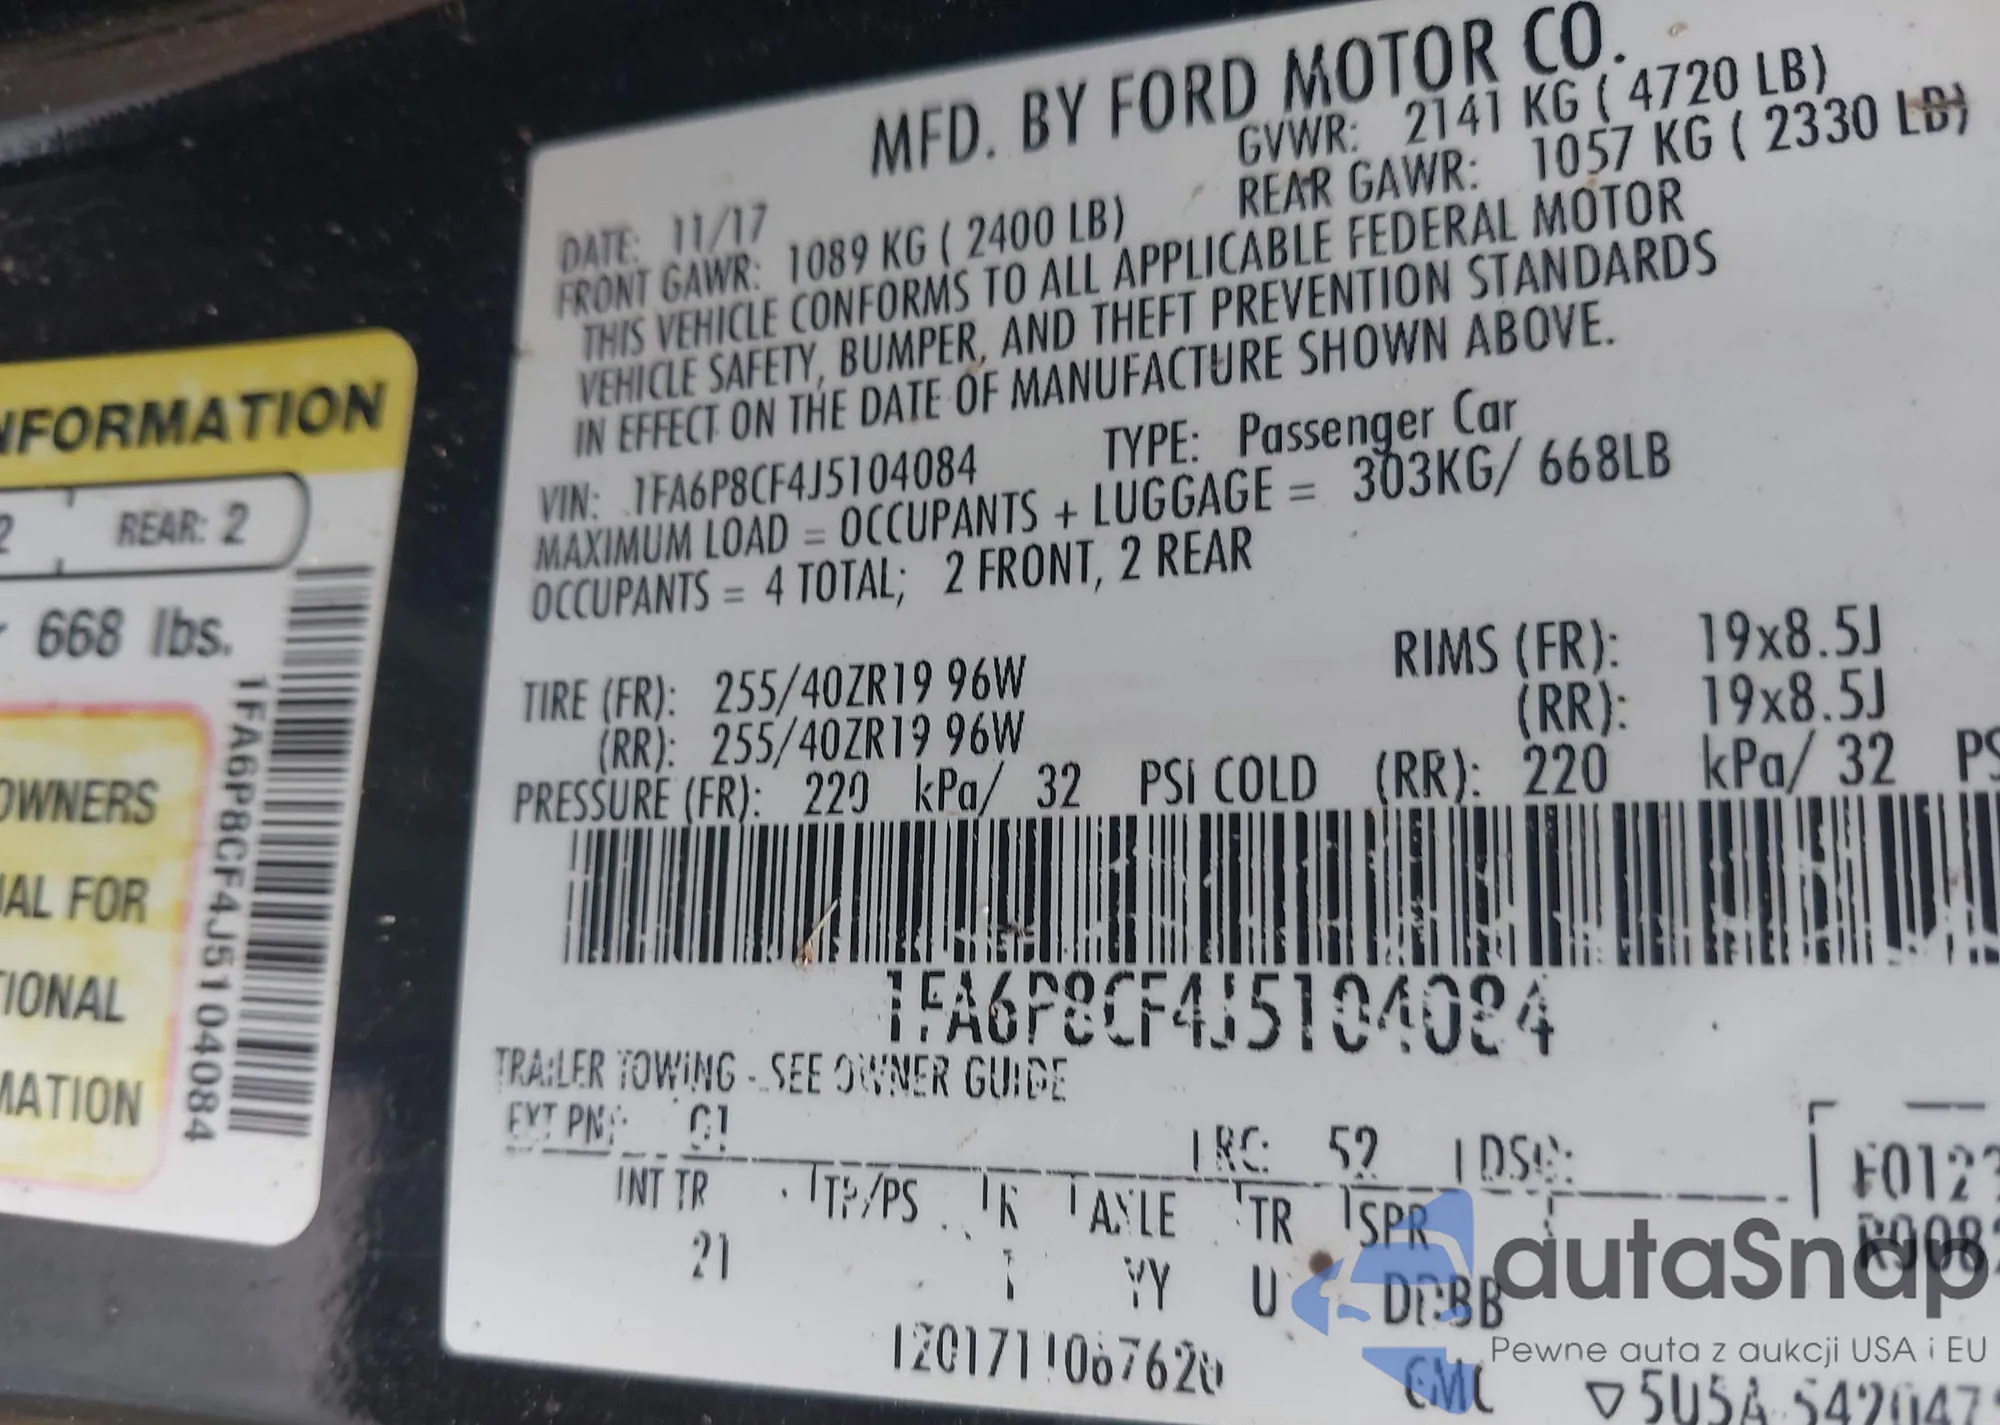 MFD. BY FORD MOTOR CO.
DATE: 11/17 GVWR: 2141 KG ( 4720 LB)
FRONT GAWR: 1089 KG ( 2400 LB) REAR GAWR: 1057 KG ( 2330 LB)
THIS VEHICLE CONFORMS TO ALL APPLICABLE FEDERAL MOTOR
VEHICLE SAFETY, BUMPER, AND THEFT PREVENTION STANDARDS
IN EFFECT ON THE DATE OF MANUFACTURE SHOWN ABOVE.
VIN: 1FA6P8CF4J5104084 TYPE: Passenger Car
MAXIMUM LOAD = OCCUPANTS + LUGGAGE = 303KG/ 668LB
OCCUPANTS = 4 TOTAL; 2 FRONT, 2 REAR
TIRE (FR): 255/40ZR19 96W RIMS (FR): 19x8.5J
(RR): 255/40ZR19 96W (RR): 19x8.5J
PRESSURE (FR): 220 kPa/ 32 PSI COLD (RR): 220 kPa/ 32 PS
1FA6P8CF4J5104084
TRAILER TOWING - SEE OWNER GUIDE
EXT PNT: G1 RC: 52 DSO:
INT TR TP/PS R AXLE TR SPR
21 YY U
NFORMATION
2 REAR: 2
668 lbs.
1FA6P8CF4J5104084
OWNERS
AL FOR
TIONAL
MATION
autaSnap
Pewne auta z aukcji USA i EU